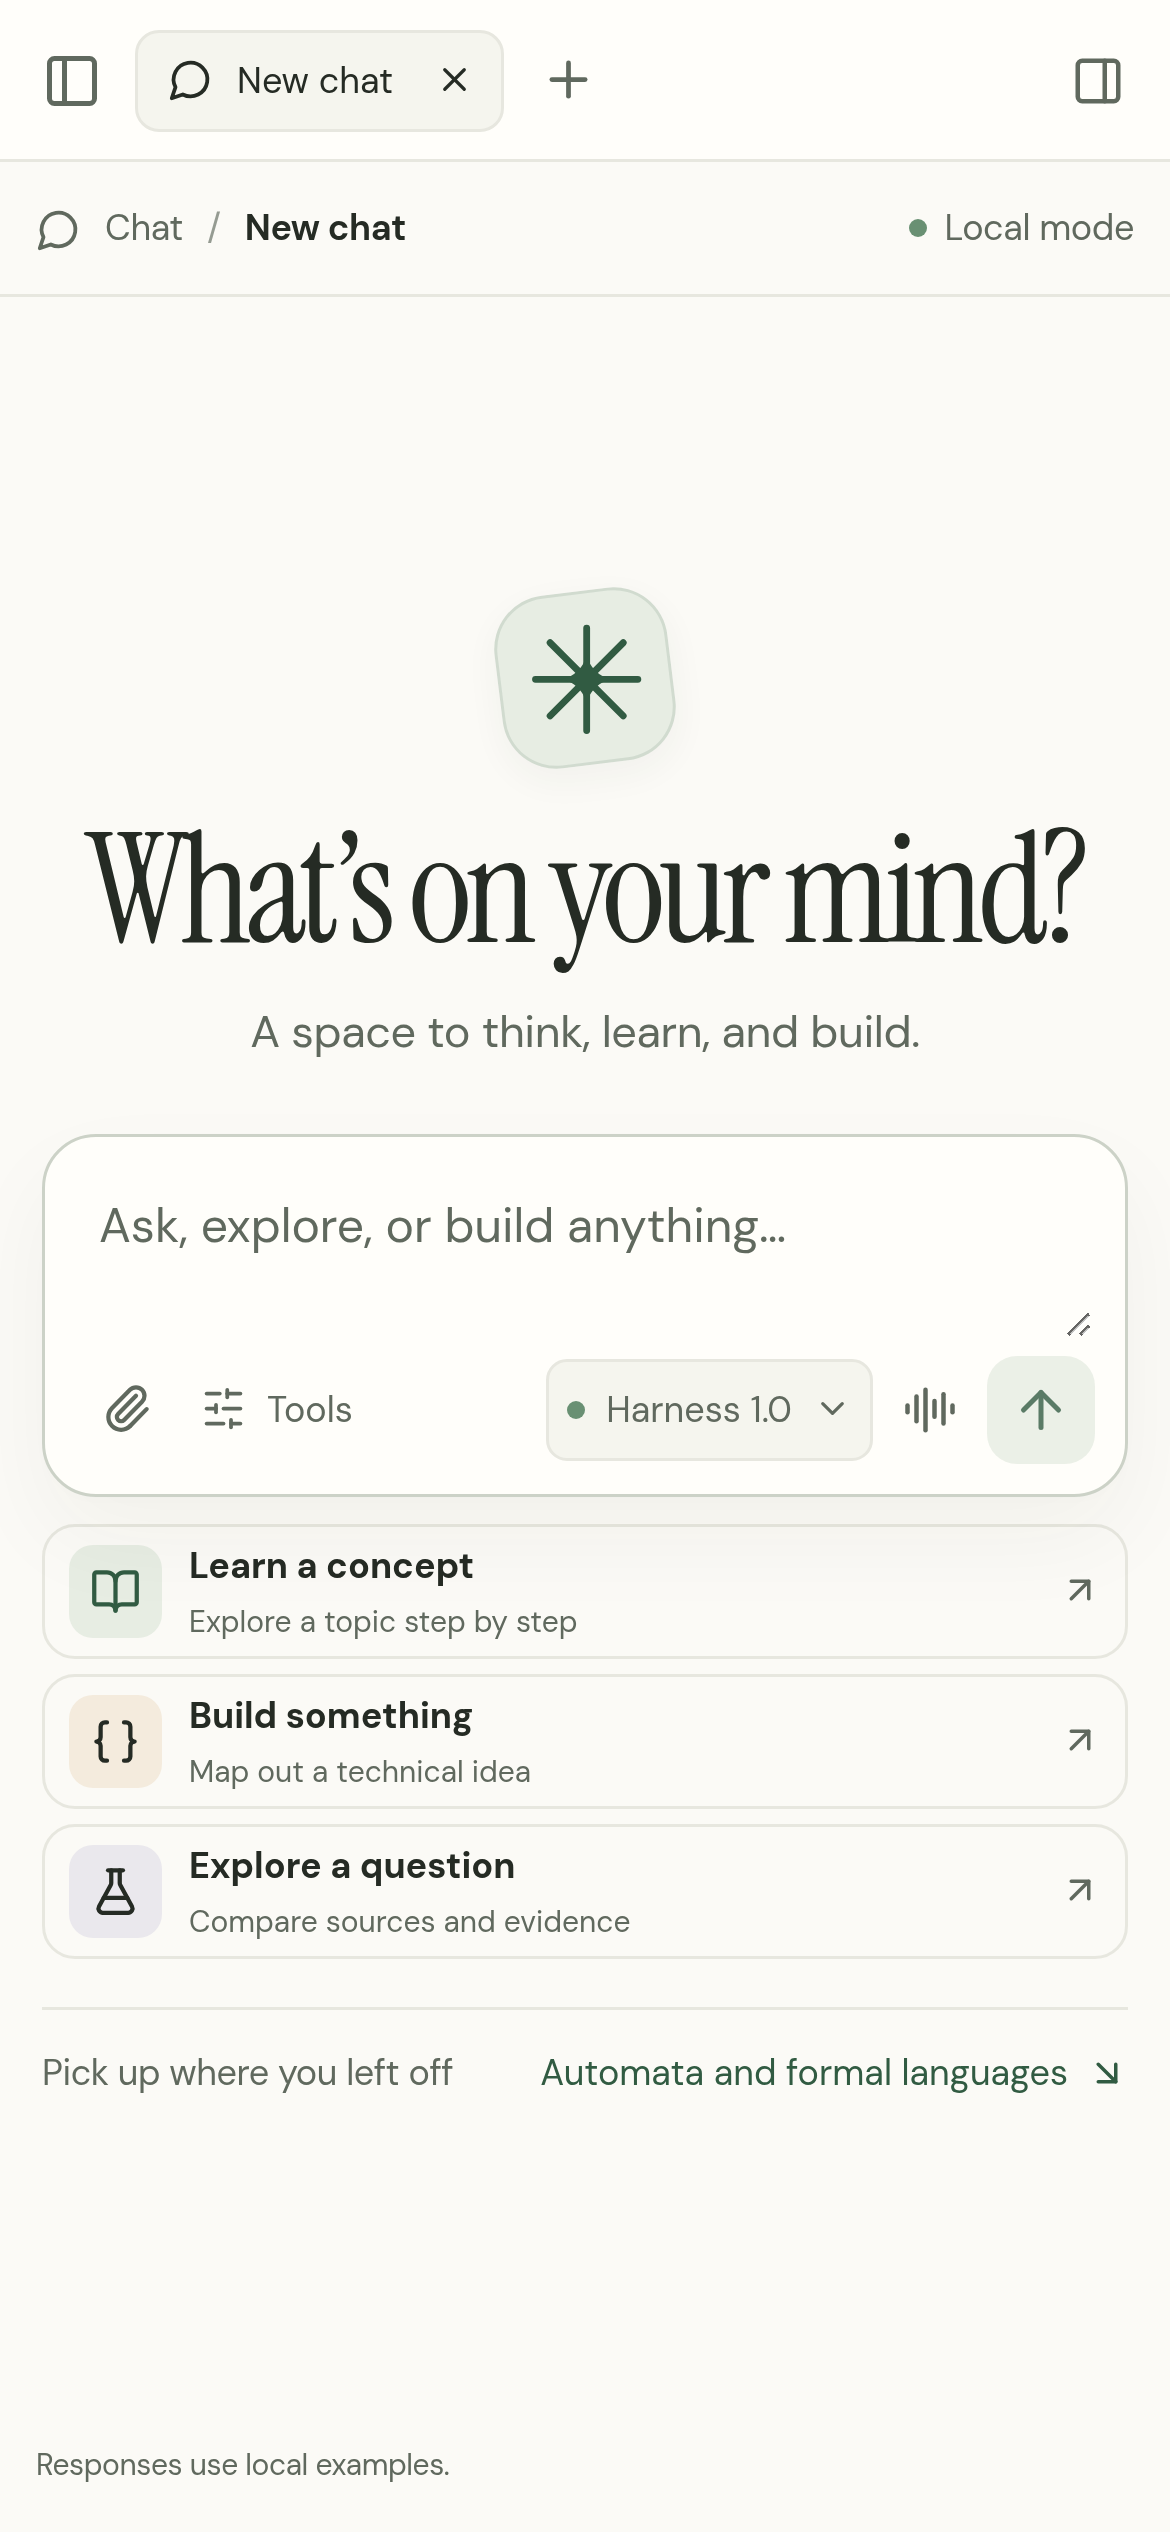 New chat
Chat / New chat
Local mode
What’s on your mind?
A space to think, learn, and build.
Ask, explore, or build anything...
Tools
Harness 1.0
Learn a concept
Explore a topic step by step
Build something
Map out a technical idea
Explore a question
Compare sources and evidence
Pick up where you left off
Automata and formal languages
Responses use local examples.